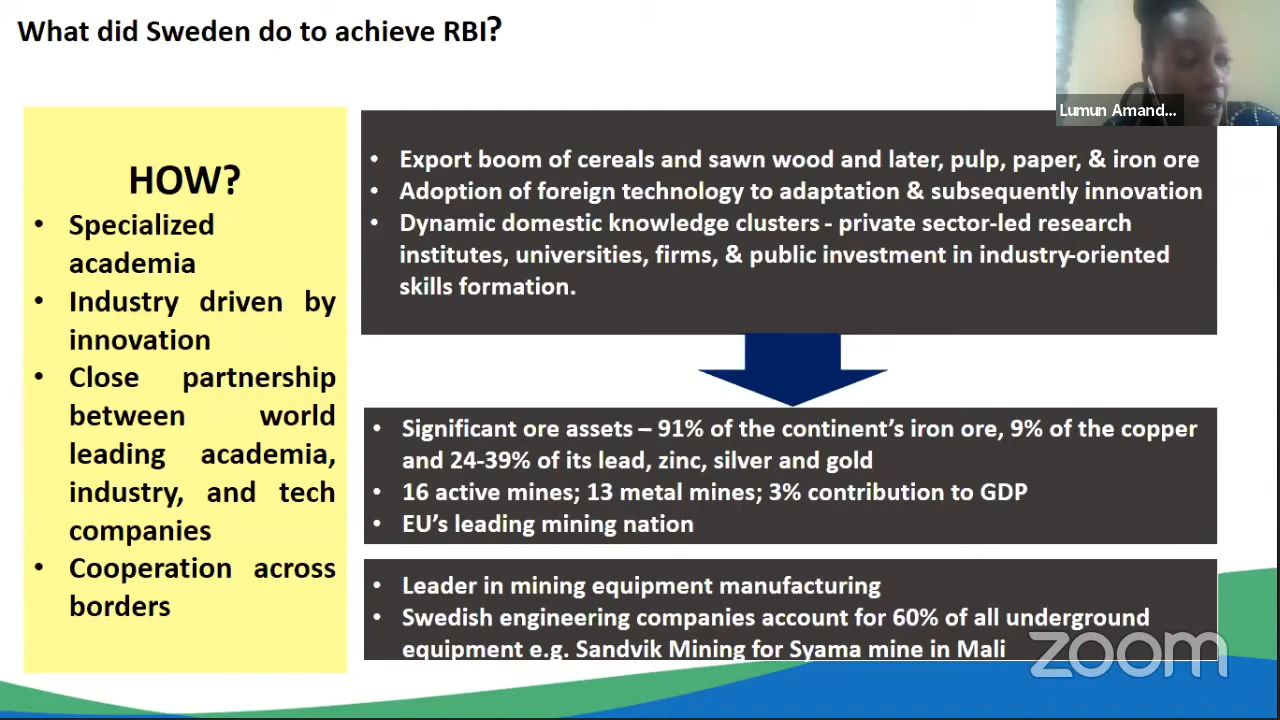 What did Sweden do to achieve RBI?
Lumun Amand...
HOW?
• Specialized
academia
• Industry driven by
innovation
• Close partnership
between world
leading academia,
industry, and tech
companies
• Cooperation across
borders
• Export boom of cereals and sawn wood and later, pulp, paper, & iron ore
• Adoption of foreign technology to adaptation & subsequently innovation
• Dynamic domestic knowledge clusters - private sector-led research
institutes, universities, firms, & public investment in industry-oriented
skills formation.
• Significant ore assets – 91% of the continent's iron ore, 9% of the copper
and 24-39% of its lead, zinc, silver and gold
• 16 active mines; 13 metal mines; 3% contribution to GDP
• EU's leading mining nation
• Leader in mining equipment manufacturing
• Swedish engineering companies account for 60% of all underground
equipment e.g. Sandvik Mining for Syama mine in Mali
zoom